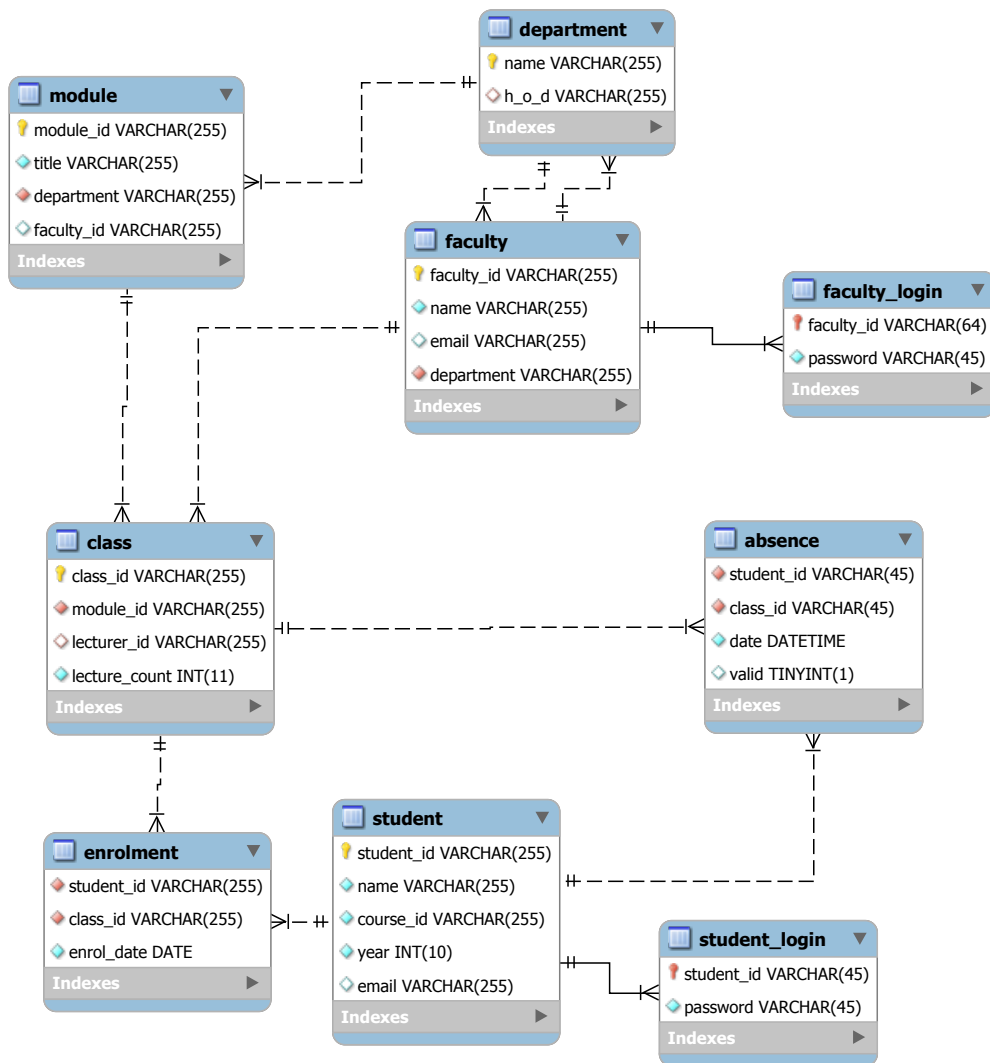 department
name VARCHAR(255)
h_o_d VARCHAR(255)
Indexes
module
module_id VARCHAR(255)
title VARCHAR(255)
department VARCHAR(255)
faculty_id VARCHAR(255)
Indexes
faculty
faculty_id VARCHAR(255)
name VARCHAR(255)
email VARCHAR(255)
department VARCHAR(255)
Indexes
faculty_login
faculty_id VARCHAR(64)
password VARCHAR(45)
Indexes
class
class_id VARCHAR(255)
module_id VARCHAR(255)
lecturer_id VARCHAR(255)
lecture_count INT(11)
Indexes
absence
student_id VARCHAR(45)
class_id VARCHAR(45)
date DATETIME
valid TINYINT(1)
Indexes
enrolment
student_id VARCHAR(255)
class_id VARCHAR(255)
enrol_date DATE
Indexes
student
student_id VARCHAR(255)
name VARCHAR(255)
course_id VARCHAR(255)
year INT(10)
email VARCHAR(255)
Indexes
student_login
student_id VARCHAR(45)
password VARCHAR(45)
Indexes